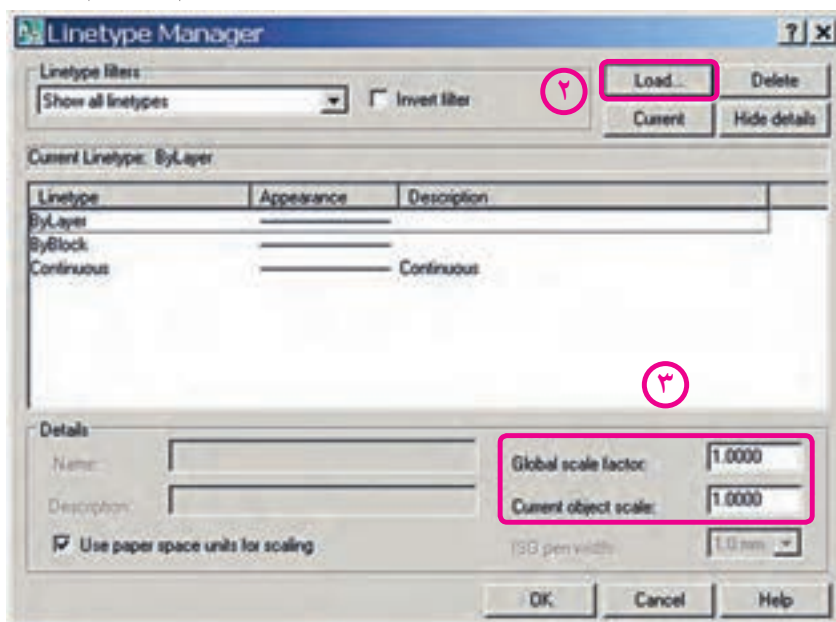 Linetype Manager
Linetype filters
Show all linetypes
Invert filter
۲
Load...
Delete
Current
Hide details
Current Linetype: ByLayer
Linetype Appearance Description
ByLayer
ByBlock
Continuous Continuous
۳
Details
Name:
Description:
Use paper space units for scaling
Global scale factor: 1.0000
Current object scale: 1.0000
ISO pen width: 1.0 mm
OK Cancel Help